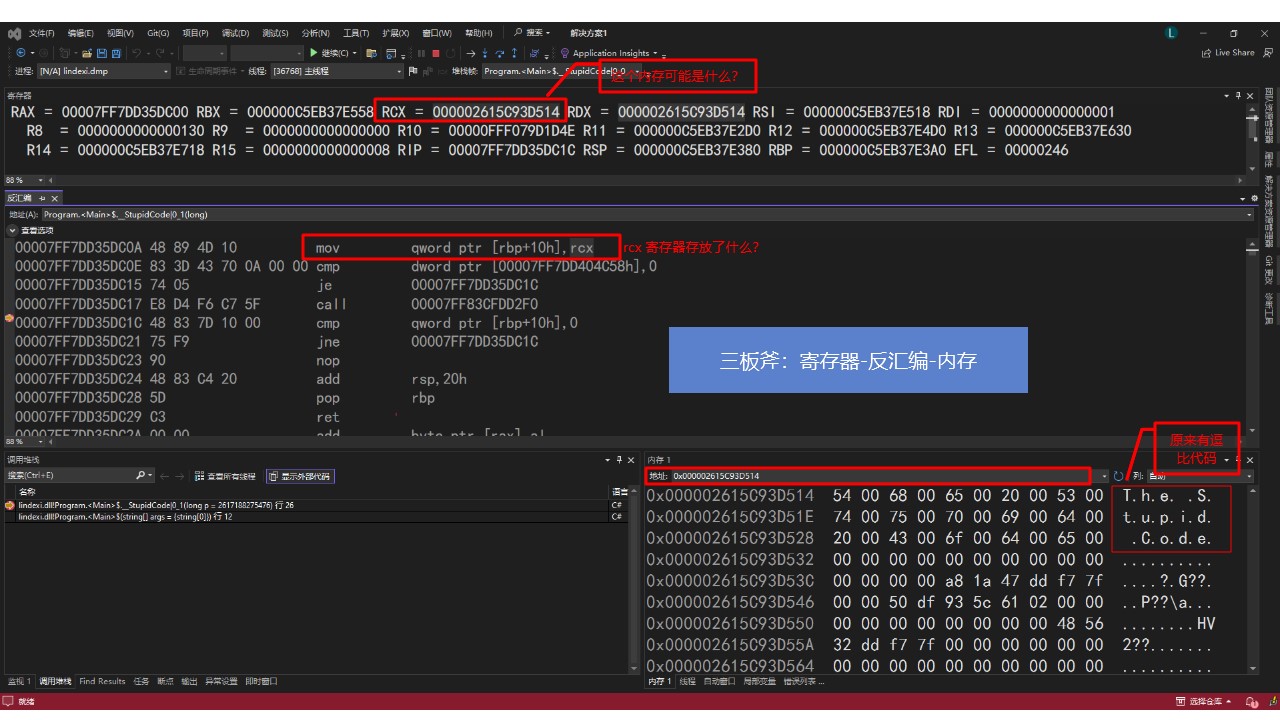 文件(F) 编辑(E) 视图(V) Git(G) 项目(P) 调试(D) 测试(S) 分析(N) 工具(T) 扩展(X) 窗口(W) 帮助(H) 搜索 解决方案1 L
继续(C) Application Insights Live Share
进程: [N/A] lindexi.dmp 生命周期事件 线程: [36768] 主线程 堆栈帧: Program.<Main>$._StupidCode|0_0
这个内存可能是什么?
寄存器
RAX = 00007FF7DD35DC00 RBX = 000000C5EB37E558 RCX = 000002615C93D514 RDX = 000002615C93D514 RSI = 000000C5EB37E518 RDI = 0000000000000001
R8 = 0000000000000130 R9 = 0000000000000000 R10 = 00000FFF079D1D4E R11 = 000000C5EB37E2D0 R12 = 000000C5EB37E4D0 R13 = 000000C5EB37E630
R14 = 000000C5EB37E718 R15 = 0000000000000008 RIP = 00007FF7DD35DC1C RSP = 000000C5EB37E380 RBP = 000000C5EB37E3A0 EFL = 00000246
88 %
反汇编
地址(A): Program.<Main>$._StupidCode|0_1(long)
查看选项
00007FF7DD35DC0A 48 89 4D 10 mov qword ptr [rbp+10h],rcx
rcx 寄存器存放了什么?
00007FF7DD35DC0E 83 3D 43 70 0A 00 00 cmp dword ptr [00007FF7DD404C58h],0
00007FF7DD35DC15 74 05 je 00007FF7DD35DC1C
00007FF7DD35DC17 E8 D4 F6 C7 5F call 00007FF83CFDD2F0
00007FF7DD35DC1C 48 83 7D 10 00 cmp qword ptr [rbp+10h],0
00007FF7DD35DC21 75 F9 jne 00007FF7DD35DC1C
00007FF7DD35DC23 90 nop
00007FF7DD35DC24 48 83 C4 20 add rsp,20h
00007FF7DD35DC28 5D pop rbp
00007FF7DD35DC29 C3 ret
00007FF7DD35DC2A 00 00 add byte ptr [rax],al
三板斧：寄存器-反汇编-内存
88 %
调用堆栈
搜索(Ctrl+E) 查看所有线程 显示外部代码
名称 语言
lindexi.dll!Program.<Main>$._StupidCode|0_1(long p = 2617188275476) 行 26 C#
lindexi.dll!Program.<Main>$(string[] args = {string[0]}) 行 12 C#
监视 1 调用堆栈 Find Results 任务 断点 输出 异常设置 即时窗口
原来有逗
比代码
内存 1
地址: 0x000002615C93D514 列: 自动
0x000002615C93D514 54 00 68 00 65 00 20 00 53 00 T.h.e. .S.
0x000002615C93D51E 74 00 75 00 70 00 69 00 64 00 t.u.p.i.d.
0x000002615C93D528 20 00 43 00 6f 00 64 00 65 00 .C.o.d.e.
0x000002615C93D532 00 00 00 00 00 00 00 00 00 00 ..........
0x000002615C93D53C 00 00 00 00 a8 1a 47 dd f7 7f ....?.G??.
0x000002615C93D546 00 00 50 df 93 5c 61 02 00 00 ..P??\a...
0x000002615C93D550 00 00 00 00 00 00 00 00 48 56 ........HV
0x000002615C93D55A 32 dd f7 7f 00 00 00 00 00 00 2??.......
0x000002615C93D564 00 00 00 00 00 00 00 00 00 00 ..........
内存 1 线程 自动窗口 局部变量 错误列表 ...
Git 更改
诊断工具
就绪 选择仓库